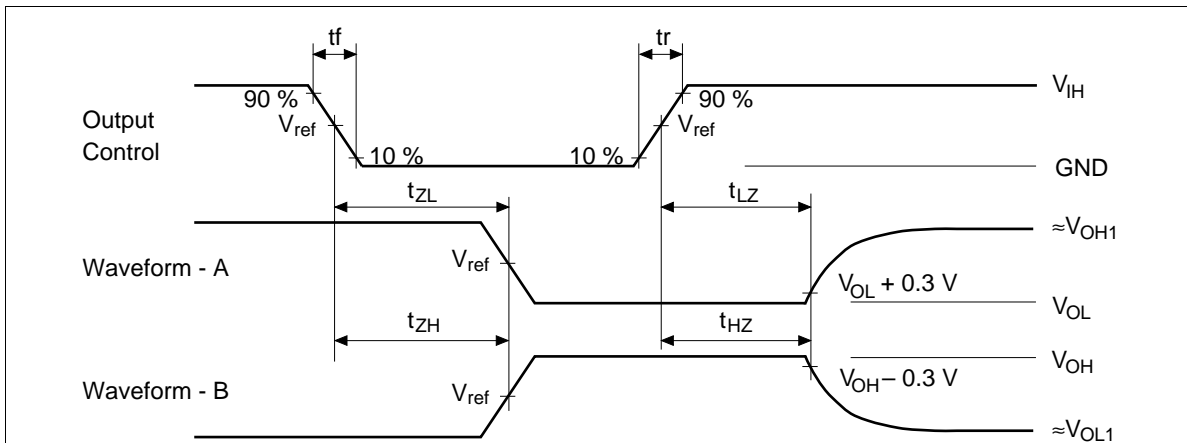 tf
tr
90 %
90 %
V_IH
Output
Control
V_ref
V_ref
10 %
10 %
GND
t_ZL
t_LZ
≈V_OH1
Waveform - A
V_ref
V_OL + 0.3 V
V_OL
t_ZH
t_HZ
V_OH
V_OH – 0.3 V
Waveform - B
V_ref
≈V_OL1